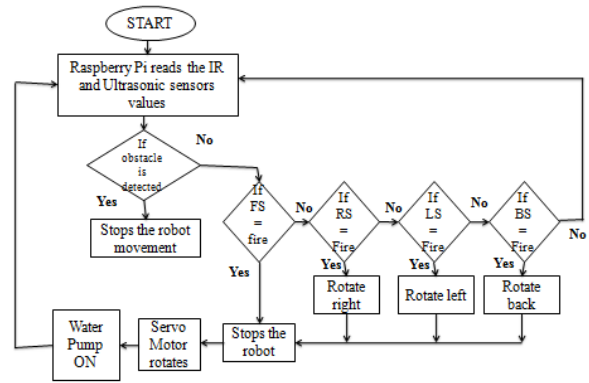 START
Raspberry Pi reads the IR
and Ultrasonic sensors
values
If
obstacle
is
detected
No
Yes
Stops the robot
movement
If
FS
=
fire
No
If
RS
=
Fire
No
If
LS
=
Fire
No
If
BS
=
Fire
No
Yes
Yes
Yes
Yes
Rotate
right
Rotate left
Rotate
back
Stops the
robot
Servo
Motor
rotates
Water
Pump
ON